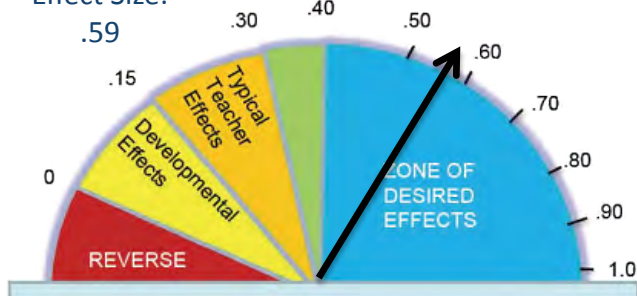 Effect Size:
.59
0
.15
.30
.40
.50
.60
.70
.80
.90
1.0
REVERSE
Developmental
Effects
Typical
Teacher
Effects
ZONE OF
DESIRED
EFFECTS